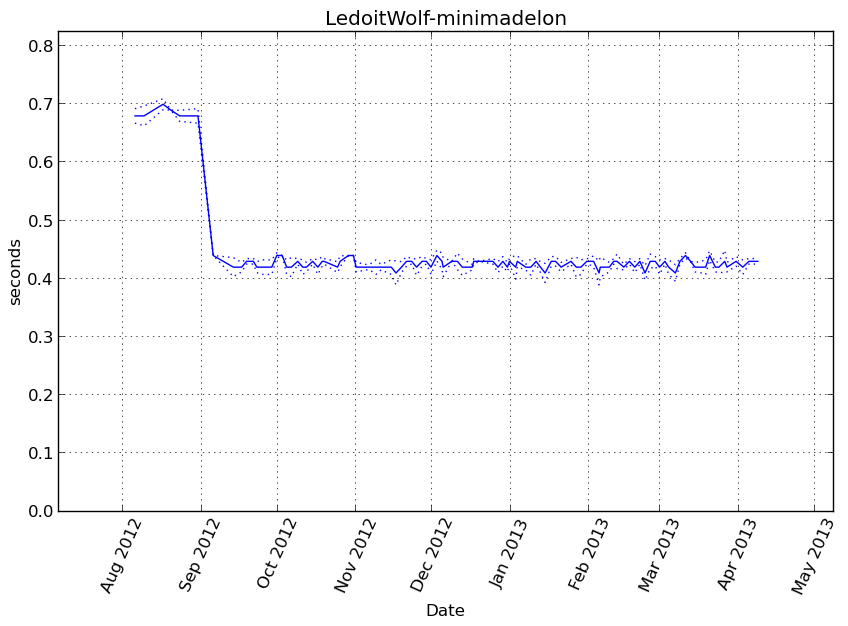 LedoitWolf-minimadelon
0.8
0.7
0.6
0.5
0.4
0.3
0.2
0.1
0.0
seconds
Aug 2012
Sep 2012
Oct 2012
Nov 2012
Dec 2012
Jan 2013
Feb 2013
Mar 2013
Apr 2013
May 2013
Date